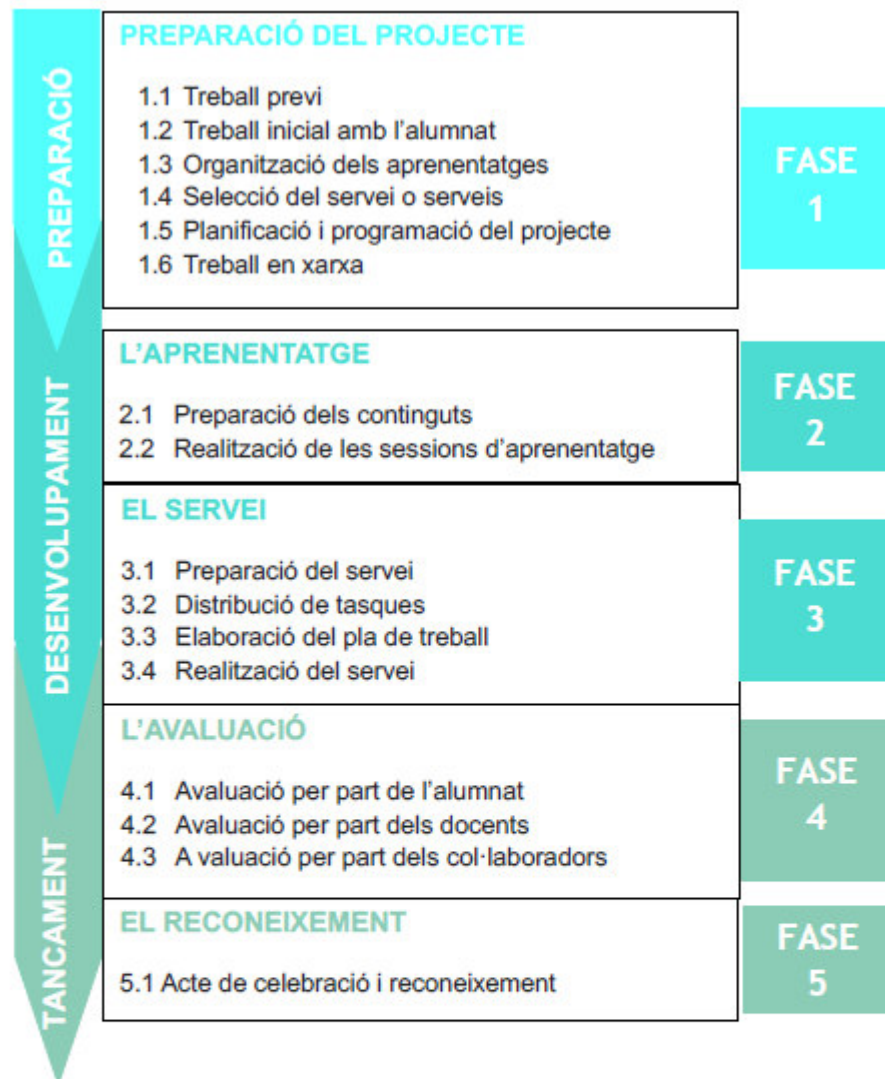 PREPARACIÓ
PREPARACIÓ DEL PROJECTE
1.1 Treball previ
1.2 Treball inicial amb l'alumnat
1.3 Organització dels aprenentatges
1.4 Selecció del servei o serveis
1.5 Planificació i programació del projecte
1.6 Treball en xarxa
FASE
1
DESENVOLUPAMENT
L'APRENENTATGE
2.1 Preparació dels continguts
2.2 Realització de les sessions d'aprenentatge
FASE
2
EL SERVEI
3.1 Preparació del servei
3.2 Distribució de tasques
3.3 Elaboració del pla de treball
3.4 Realització del servei
FASE
3
TANCAMENT
L'AVALUACIÓ
4.1 Avaluació per part de l'alumnat
4.2 Avaluació per part dels docents
4.3 A valuació per part dels col·laboradors
FASE
4
EL RECONEIXEMENT
5.1 Acte de celebració i reconeixement
FASE
5